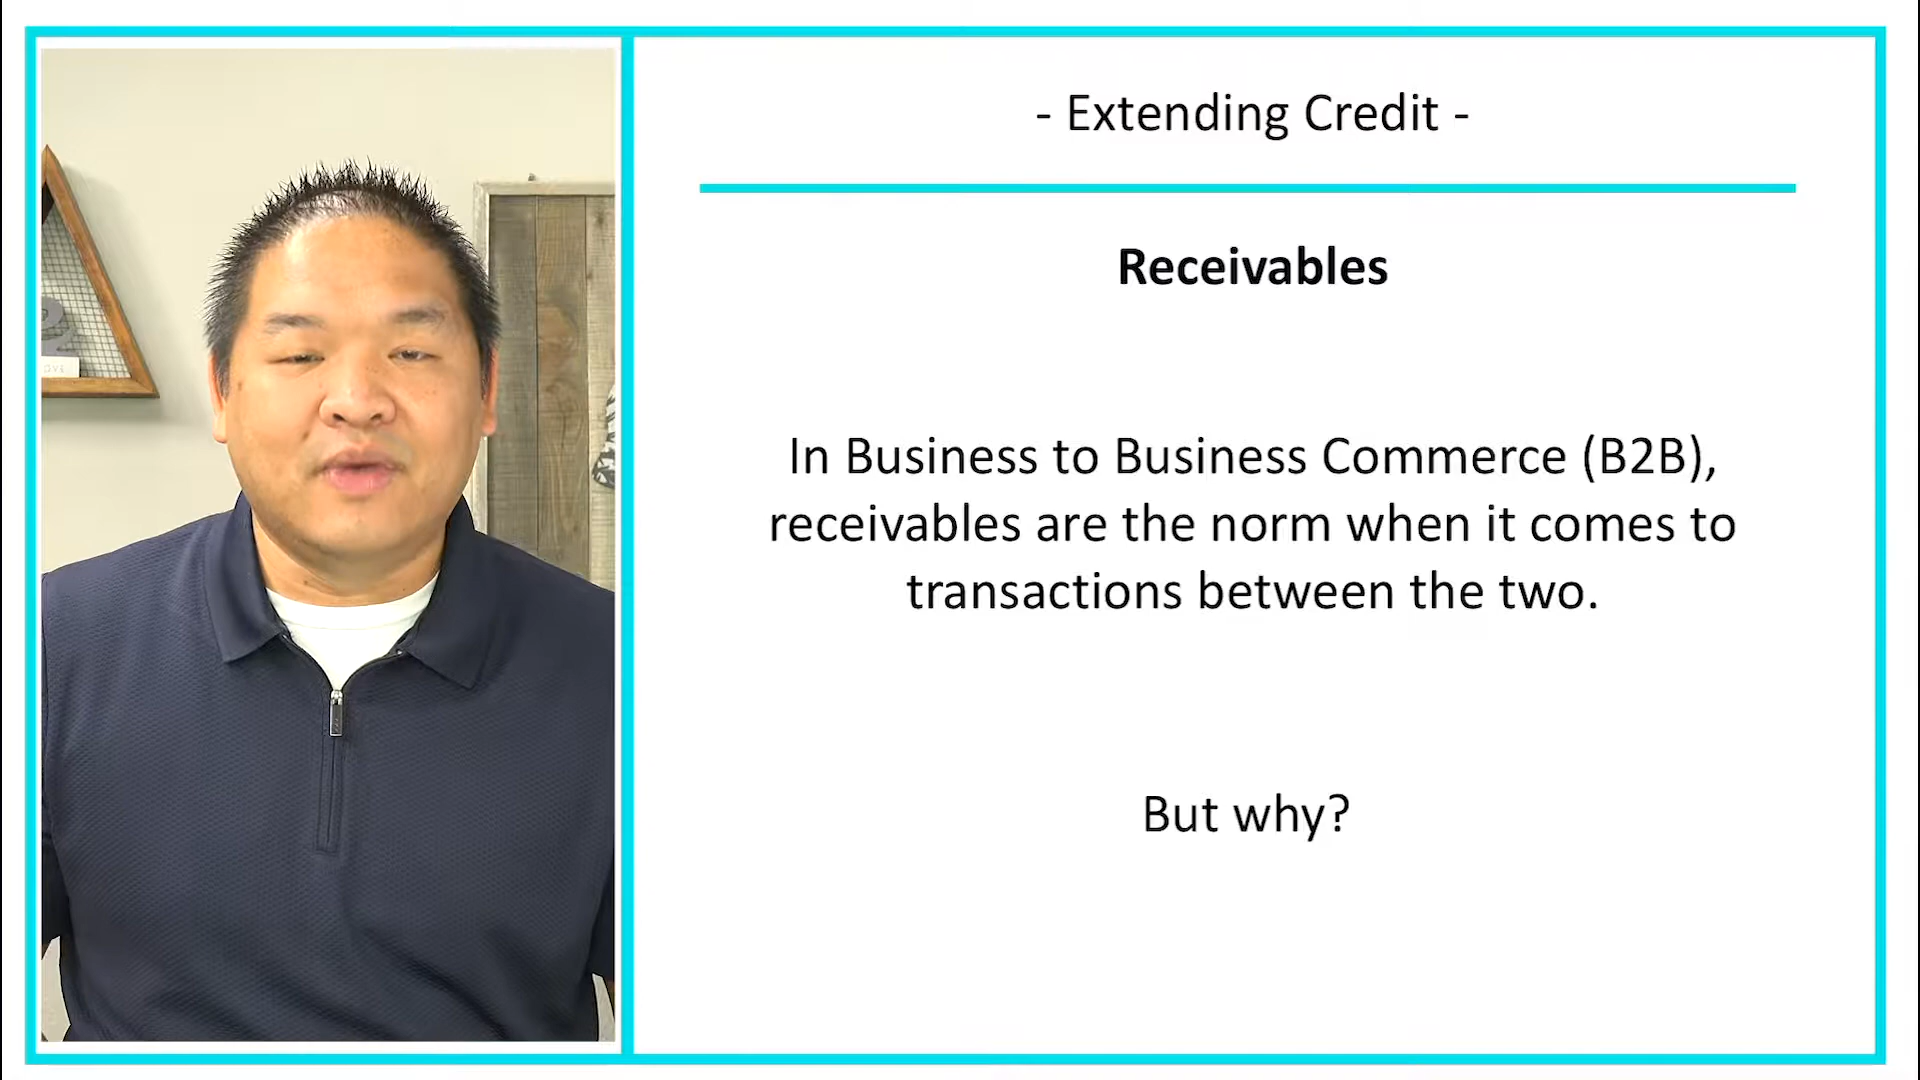 - Extending Credit -
Receivables
In Business to Business Commerce (B2B),
receivables are the norm when it comes to
transactions between the two.
But why?